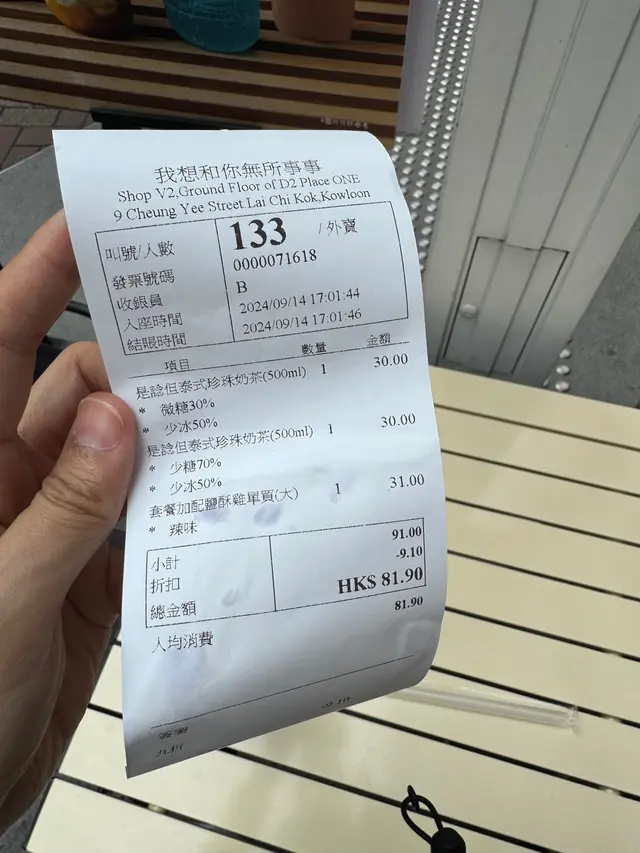 我想和你無所事事
Shop V2,Ground Floor of D2 Place ONE
9 Cheung Yee Street Lai Chi Kok,Kowloon
叫號/人數 133 /外賣
發票號碼 0000071618
收銀員 B
入座時間 2024/09/14 17:01:44
結賬時間 2024/09/14 17:01:46
項目 數量 金額
是諗但泰式珍珠奶茶(500ml) 1 30.00
* 微糖30%
* 少冰50%
是諗但泰式珍珠奶茶(500ml) 1 30.00
* 少糖70%
* 少冰50%
套餐加配鹽酥雞單買(大) 1 31.00
* 辣味
小計 91.00
折扣 -9.10
總金額 HK$ 81.90
人均消費 81.90
九折